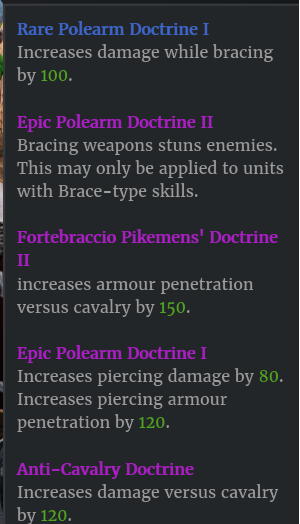 Rare Polearm Doctrine I
Increases damage while bracing
by 100.
Epic Polearm Doctrine II
Bracing weapons stuns enemies.
This may only be applied to units
with Brace-type skills.
Fortebraccio Pikemens' Doctrine
II
increases armour penetration
versus cavalry by 150.
Epic Polearm Doctrine I
Increases piercing damage by 80.
Increases piercing armour
penetration by 120.
Anti-Cavalry Doctrine
Increases damage versus cavalry
by 120.